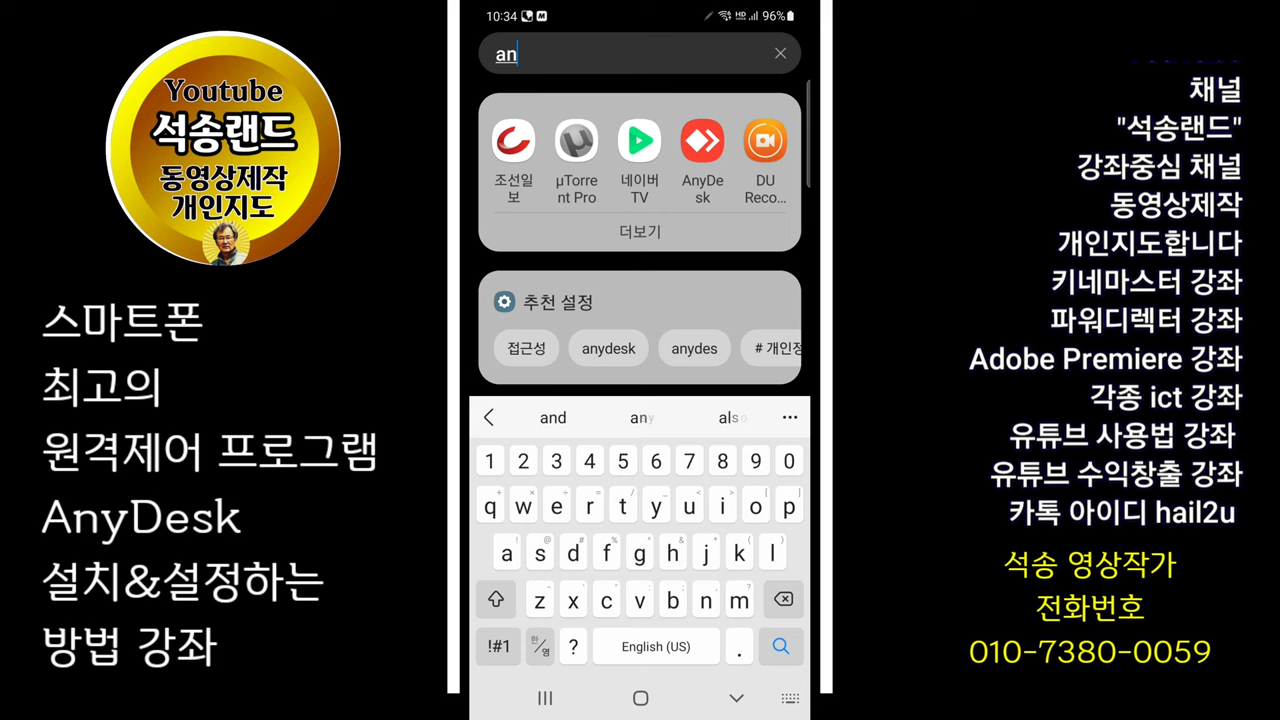 Youtube
석송랜드
동영상제작
개인지도
스마트폰
최고의
원격제어 프로그램
AnyDesk
설치&설정하는
방법 강좌
10:34
96%
an
조선일
보
µTorre
nt Pro
네이버
TV
AnyDe
sk
DU
Reco...
더보기
추천 설정
접근성 anydesk anydes # 개인정
and any also
1 2 3 4 5 6 7 8 9 0
q w e r t y u i o p
a s d f g h j k l
z x c v b n m
!#1 한/영 ? English (US) .
채널
"석송랜드"
강좌중심 채널
동영상제작
개인지도합니다
키네마스터 강좌
파워디렉터 강좌
Adobe Premiere 강좌
각종 ict 강좌
유튜브 사용법 강좌
유튜브 수익창출 강좌
카톡 아이디 hail2u
석송 영상작가
전화번호
010-7380-0059